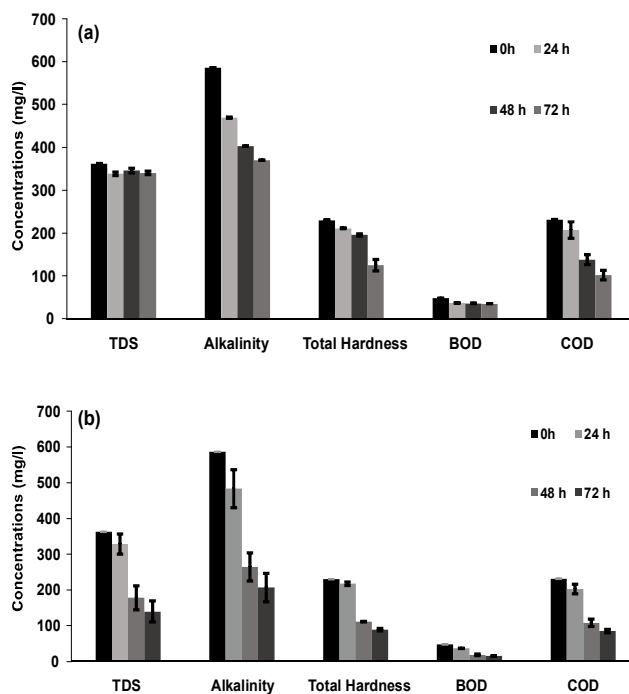 (a)
0h 24 h
48 h 72 h
Concentrations (mg/l)
700
600
500
400
300
200
100
0
TDS Alkalinity Total Hardness BOD COD
(b)
0h 24 h
48 h 72 h
Concentrations (mg/l)
700
600
500
400
300
200
100
0
TDS Alkalinity Total Hardness BOD COD